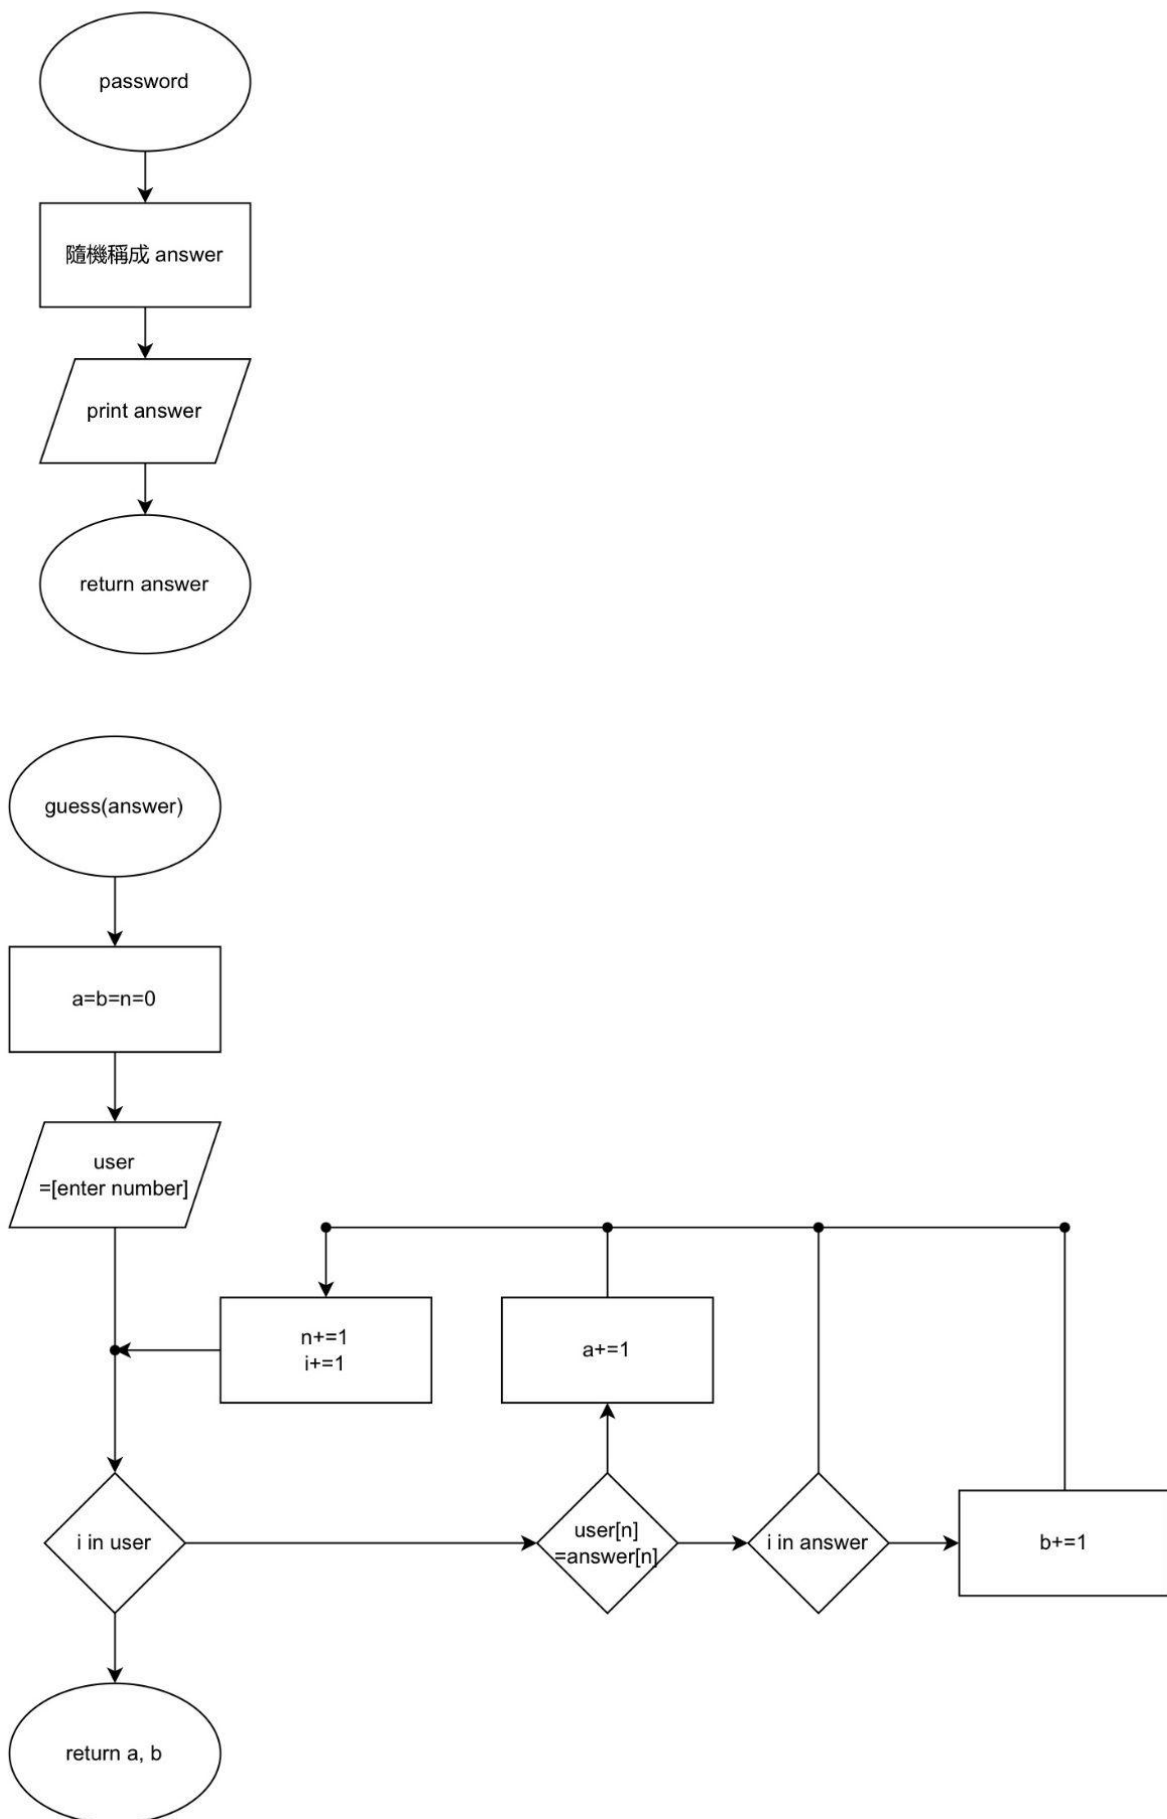 password
隨機稱成 answer
print answer
return answer
guess(answer)
a=b=n=0
user
=[enter number]
n+=1
i+=1
a+=1
i in user
user[n]
=answer[n]
i in answer
b+=1
return a, b